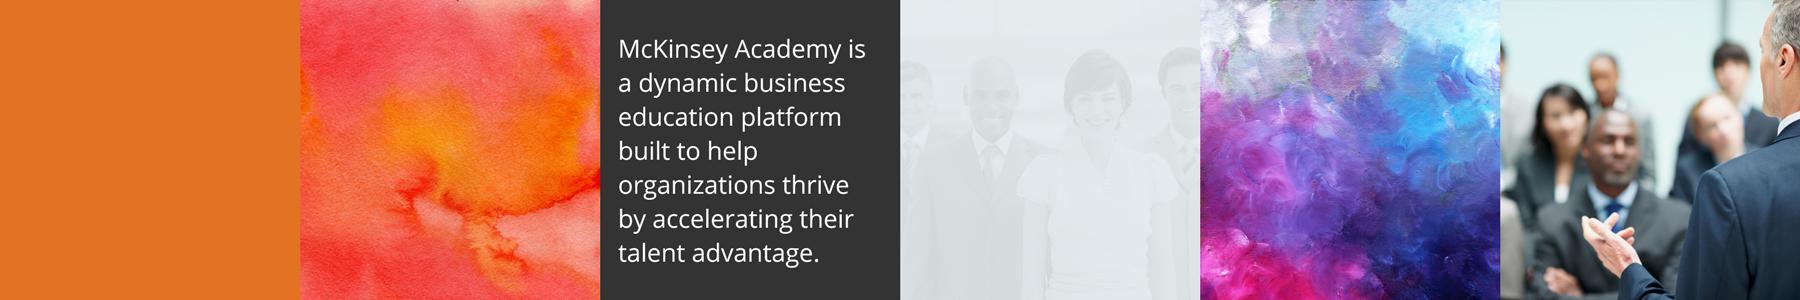 McKinsey Academy is
a dynamic business
education platform
built to help
organizations thrive
by accelerating their
talent advantage.